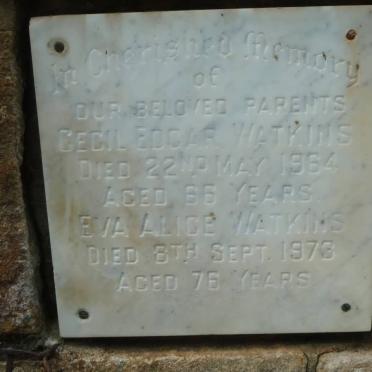 In Cherished Memory
of
OUR BELOVED PARENTS
CECIL EDGAR WATKINS
DIED 22ND MAY 1964
AGED 66 YEARS.
EVA ALICE WATKINS
DIED 8TH SEPT. 1973
AGED 76 YEARS